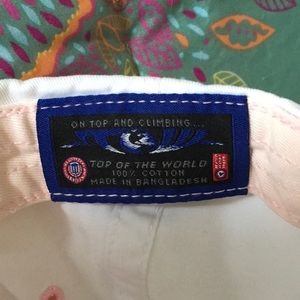 ON TOP AND CLIMBING...
TOP OF THE WORLD
100% COTTON
MADE IN BANGLADESH